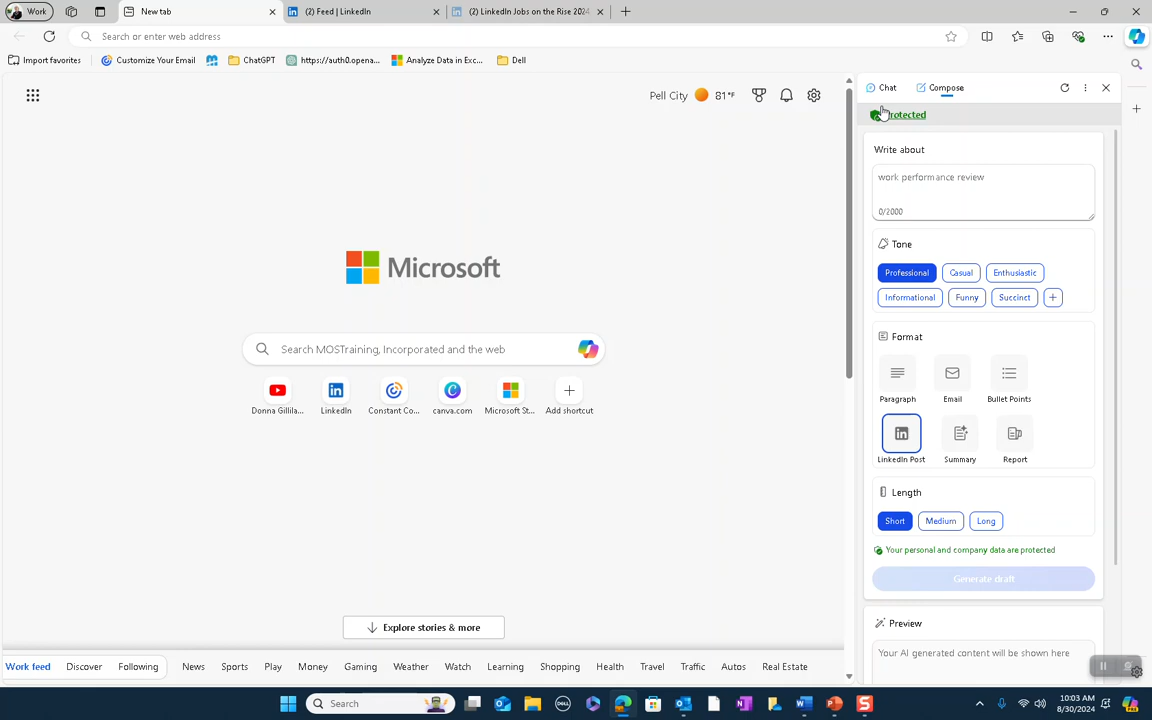 Work
New tab
(2) Feed | LinkedIn
(2) LinkedIn Jobs on the Rise 2024
Search or enter web address
Import favorites
Customize Your Email
ChatGPT
https://auth0.opena...
Analyze Data in Exc...
Dell
Pell City
81°F
Chat
Compose
rotected
Write about
work performance review
0/2000
Tone
Professional
Casual
Enthusiastic
Informational
Funny
Succinct
Microsoft
Format
Search MOSTraining, Incorporated and the web
Paragraph
Email
Bullet Points
Donna Gillila...
LinkedIn
Constant Co...
canva.com
Microsoft St...
Add shortcut
LinkedIn Post
Summary
Report
Length
Short
Medium
Long
Your personal and company data are protected
Generate draft
Explore stories & more
Preview
Your AI generated content will be shown here
Work feed
Discover
Following
News
Sports
Play
Money
Gaming
Weather
Watch
Learning
Shopping
Health
Travel
Traffic
Autos
Real Estate
Search
10:03 AM
8/30/2024